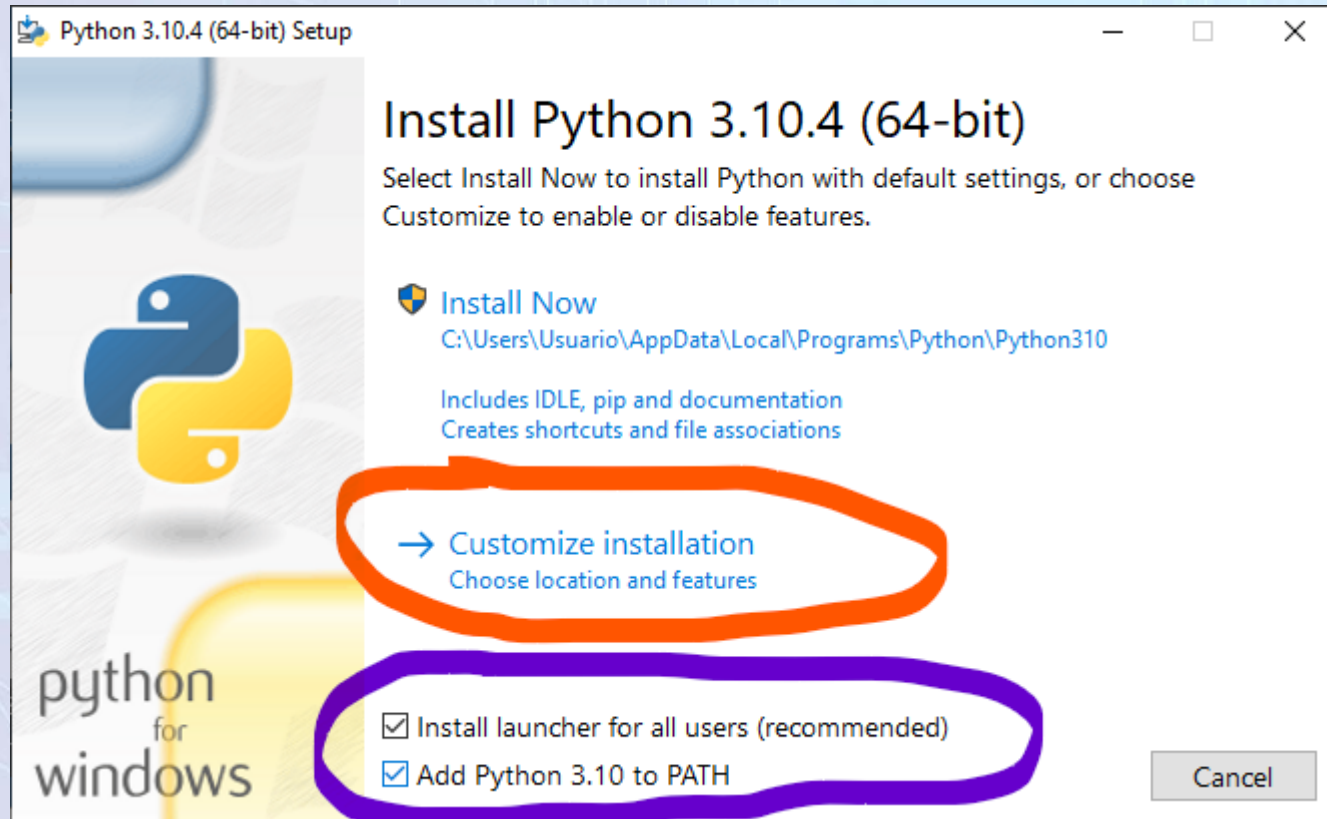 Python 3.10.4 (64-bit) Setup
Install Python 3.10.4 (64-bit)
Select Install Now to install Python with default settings, or choose
Customize to enable or disable features.
Install Now
C:\Users\Usuario\AppData\Local\Programs\Python\Python310
Includes IDLE, pip and documentation
Creates shortcuts and file associations
Customize installation
Choose location and features
python
for
windows
Install launcher for all users (recommended)
Add Python 3.10 to PATH
Cancel